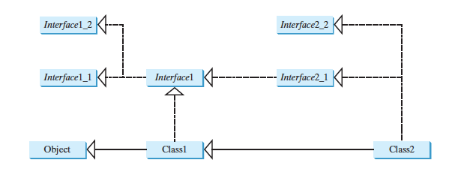 Interface1_2
Interface2_2
Interface1_1
Interface1
Interface2_1
Object
Class1
Class2